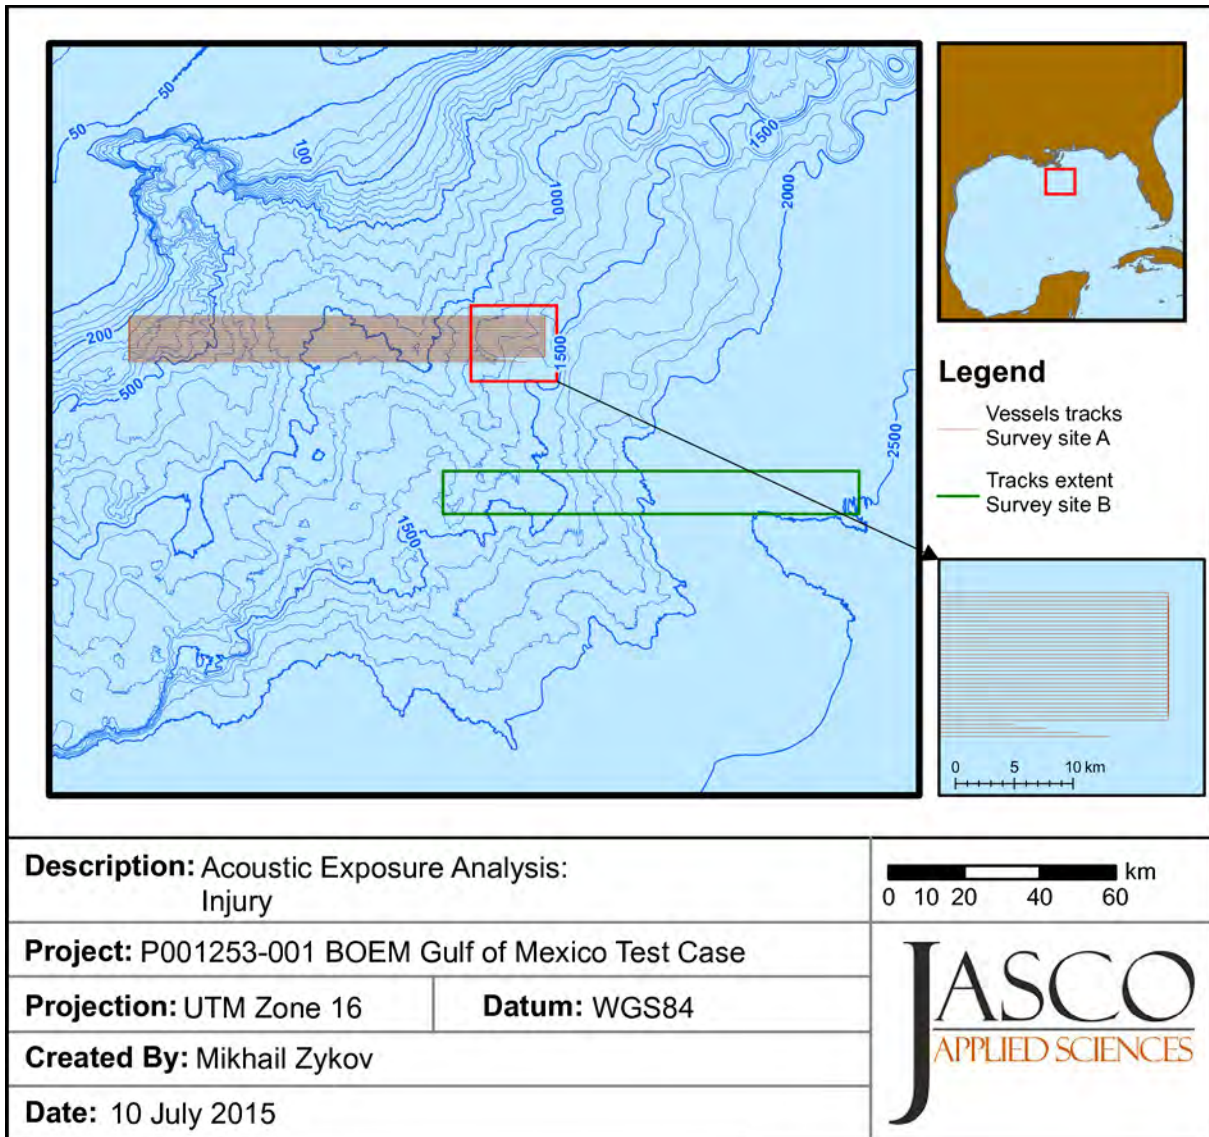 50
50
100
1000
1500
2000
200
500
1500
2500
1500
Legend
Vessels tracks
Survey site A
Tracks extent
Survey site B
0 5 10 km
Description: Acoustic Exposure Analysis:
Injury
km
0 10 20 40 60
Project: P001253-001 BOEM Gulf of Mexico Test Case
Projection: UTM Zone 16 Datum: WGS84
Created By: Mikhail Zykov
Date: 10 July 2015
JASCO
APPLIED SCIENCES